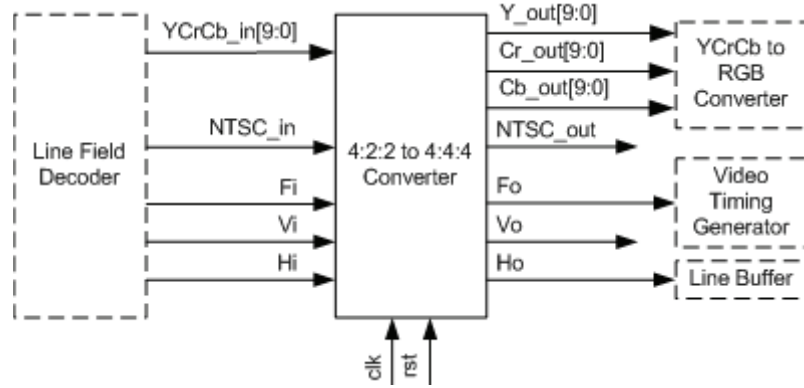 YCrCb_in[9:0]
NTSC_in
Fi
Vi
Hi
Line Field
Decoder
4:2:2 to 4:4:4
Converter
Y_out[9:0]
Cr_out[9:0]
Cb_out[9:0]
NTSC_out
Fo
Vo
Ho
YCrCb to
RGB
Converter
Video
Timing
Generator
Line Buffer
clk
rst